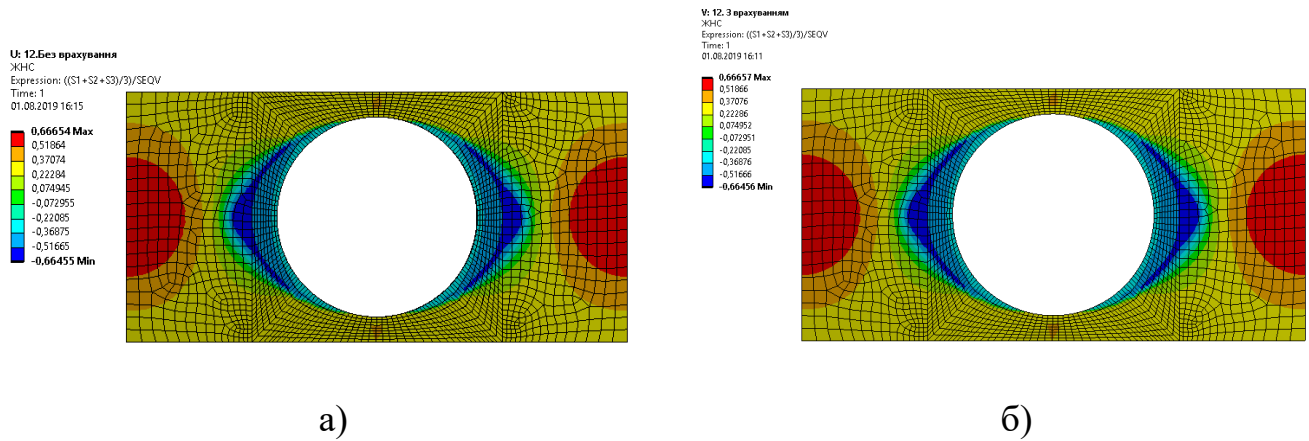 U: 12.Без врахування
ЖНС
Expression: ((S1+S2+S3)/3)/SEQV
Time: 1
01.08.2019 16:15
0,66654 Max
0,51864
0,37074
0,22284
0,074945
-0,072955
-0,22085
-0,36875
-0,51665
-0,66455 Min
а)
V: 12. З врахуванням
ЖНС
Expression: ((S1+S2+S3)/3)/SEQV
Time: 1
01.08.2019 16:11
0,66657 Max
0,51866
0,37076
0,22286
0,074952
-0,072951
-0,22085
-0,36876
-0,51666
-0,66456 Min
б)